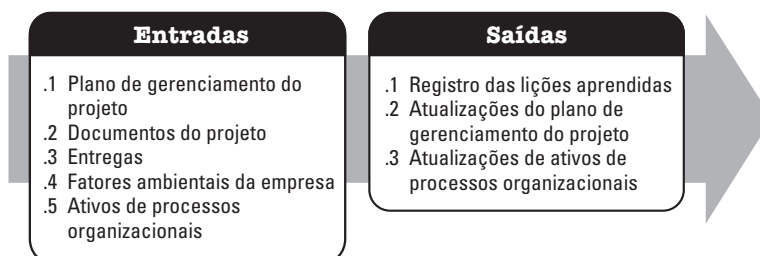 Entradas
.1 Plano de gerenciamento do
projeto
.2 Documentos do projeto
.3 Entregas
.4 Fatores ambientais da empresa
.5 Ativos de processos
organizacionais
Saídas
.1 Registro das lições aprendidas
.2 Atualizações do plano de
gerenciamento do projeto
.3 Atualizações de ativos de
processos organizacionais